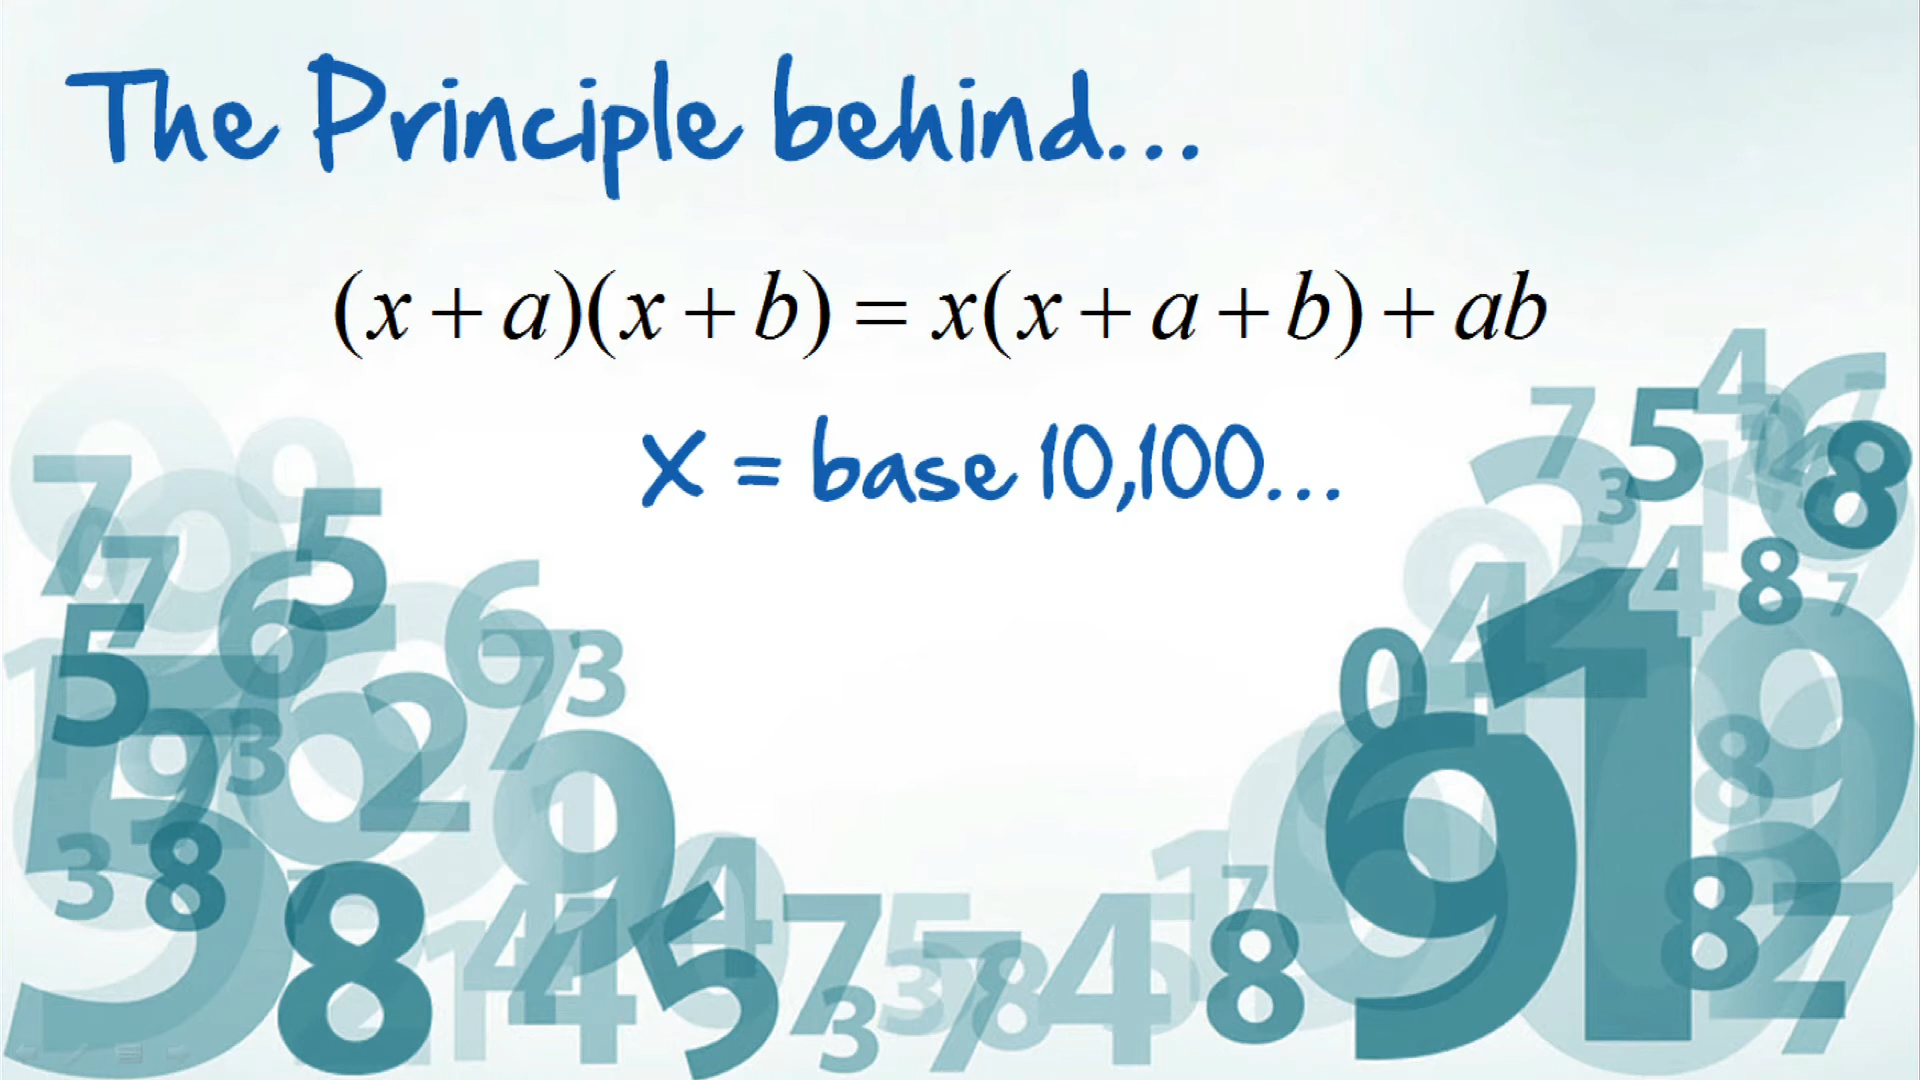 The Principle behind...
(x + a)(x + b) = x(x + a + b) + ab
X = base 10,100...